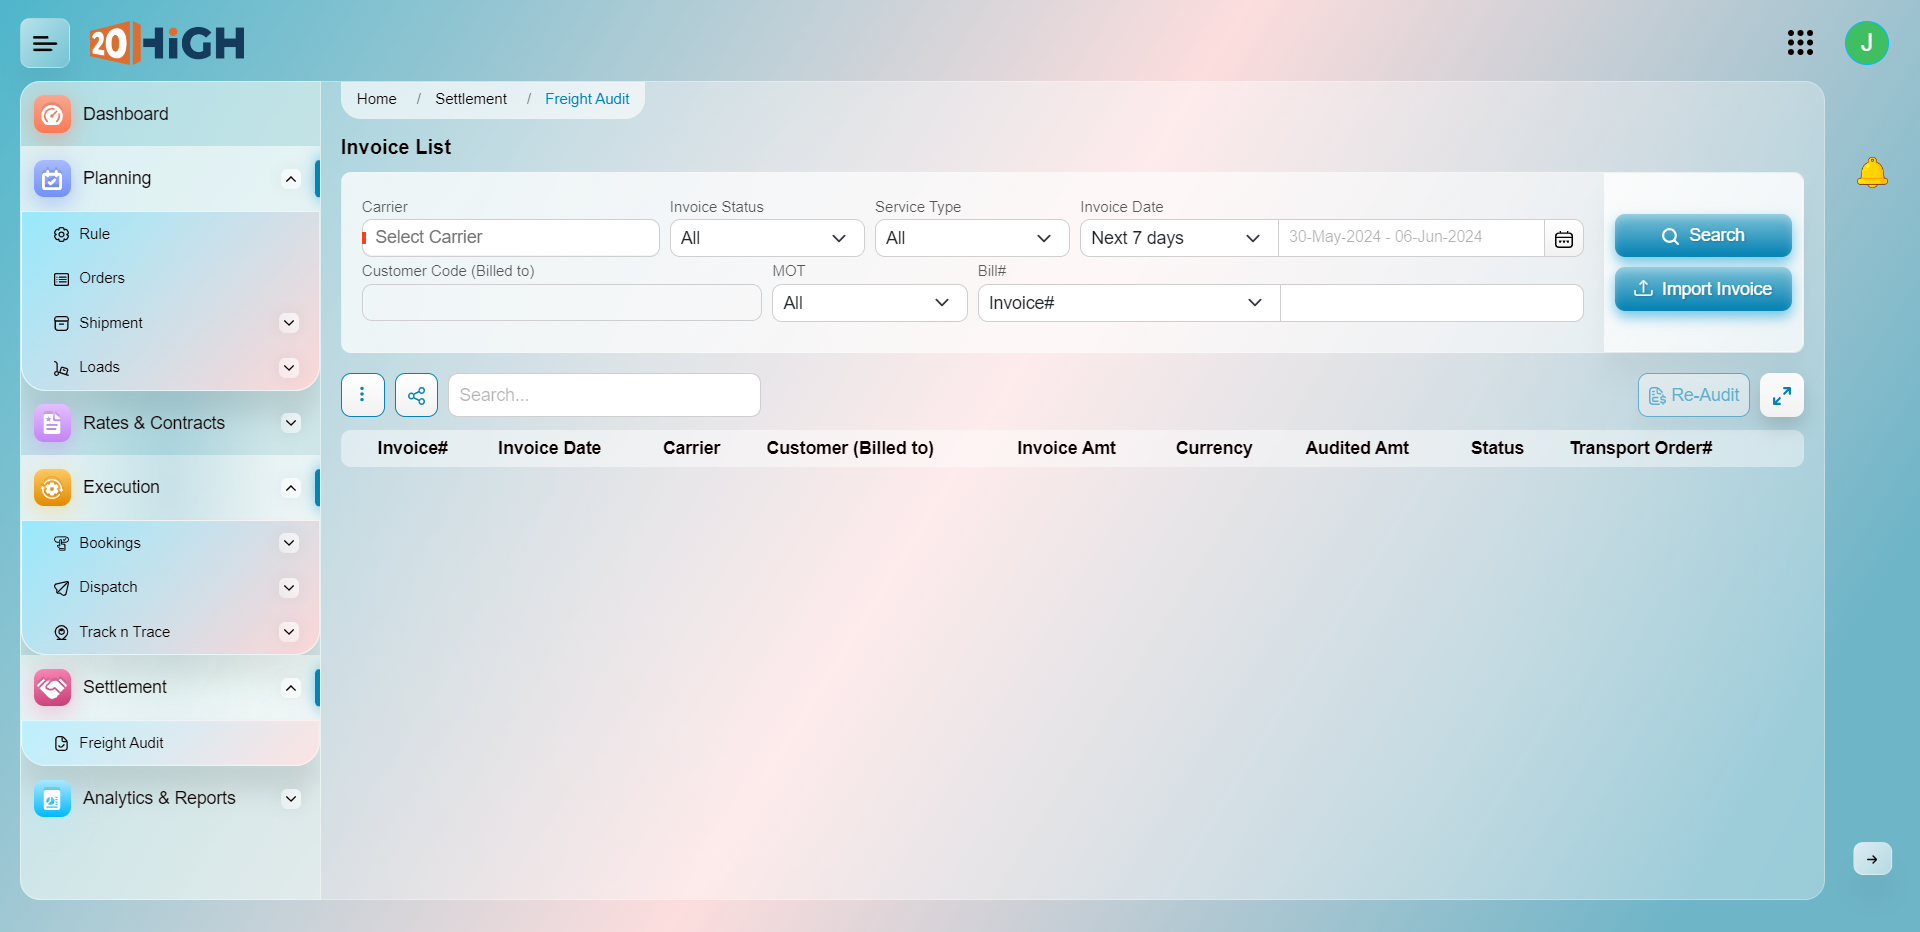 20HiGH
J
Dashboard
Planning
Rule
Orders
Shipment
Loads
Rates & Contracts
Execution
Bookings
Dispatch
Track n Trace
Settlement
Freight Audit
Analytics & Reports
Home / Settlement / Freight Audit
Invoice List
Carrier Invoice Status Service Type Invoice Date
Select Carrier All All Next 7 days 30-May-2024 - 06-Jun-2024
Customer Code (Billed to) MOT Bill#
All Invoice#
Search
Import Invoice
Search... Re-Audit
Invoice# Invoice Date Carrier Customer (Billed to) Invoice Amt Currency Audited Amt Status Transport Order#